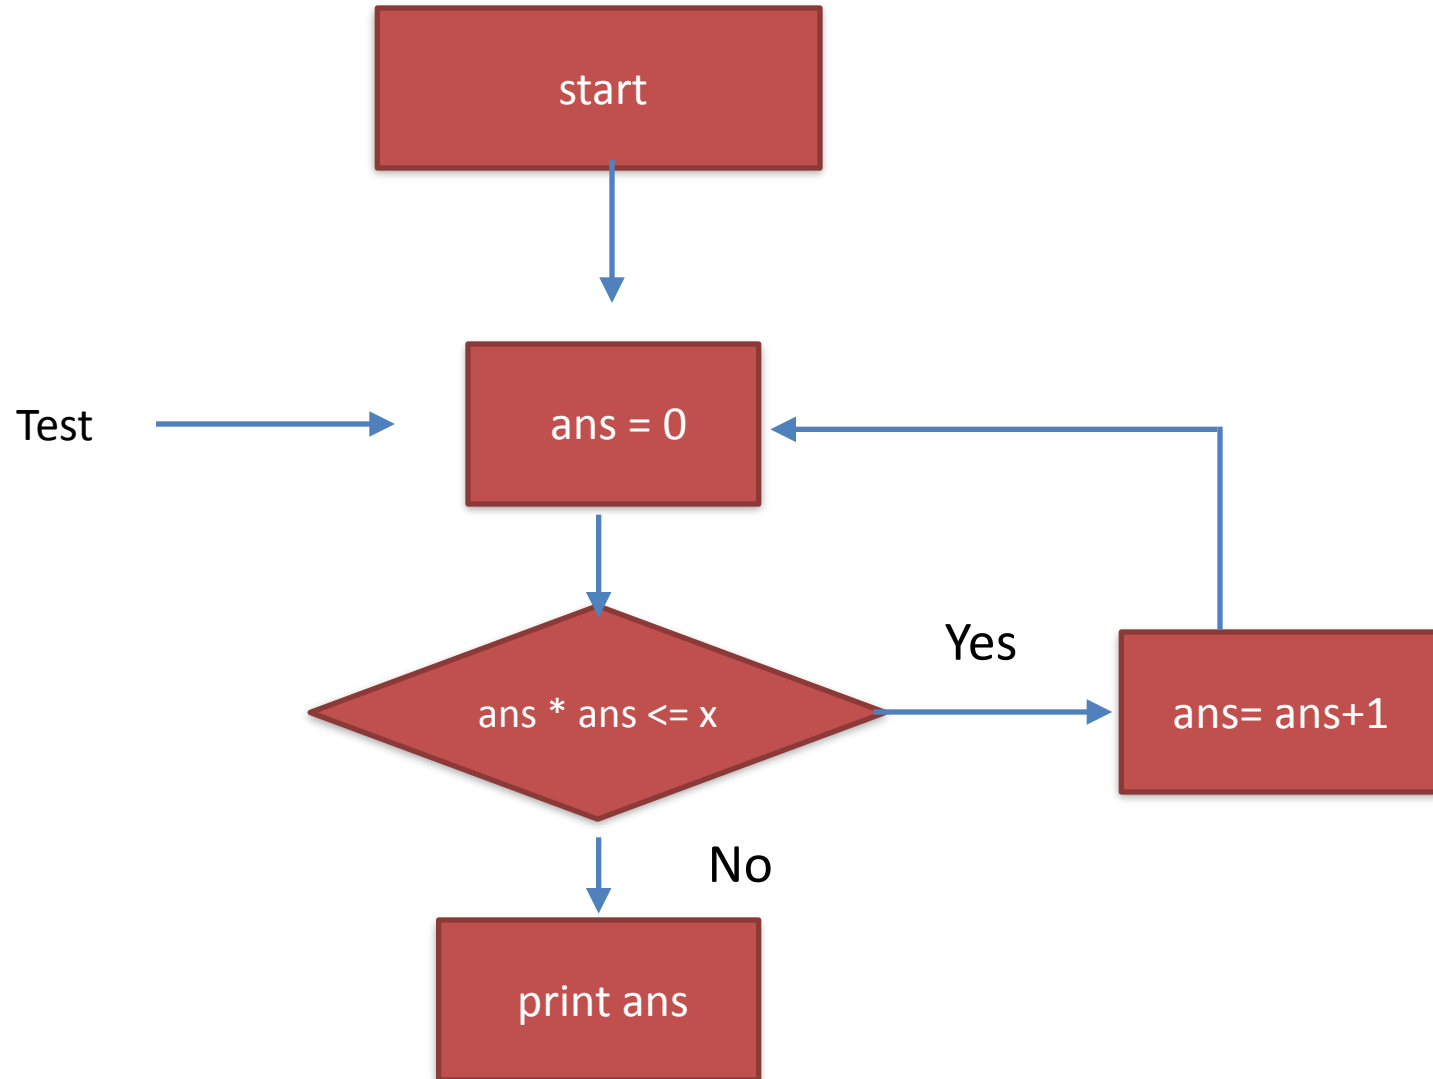 start
Test
ans = 0
Yes
ans * ans <= x
ans= ans+1
No
print ans